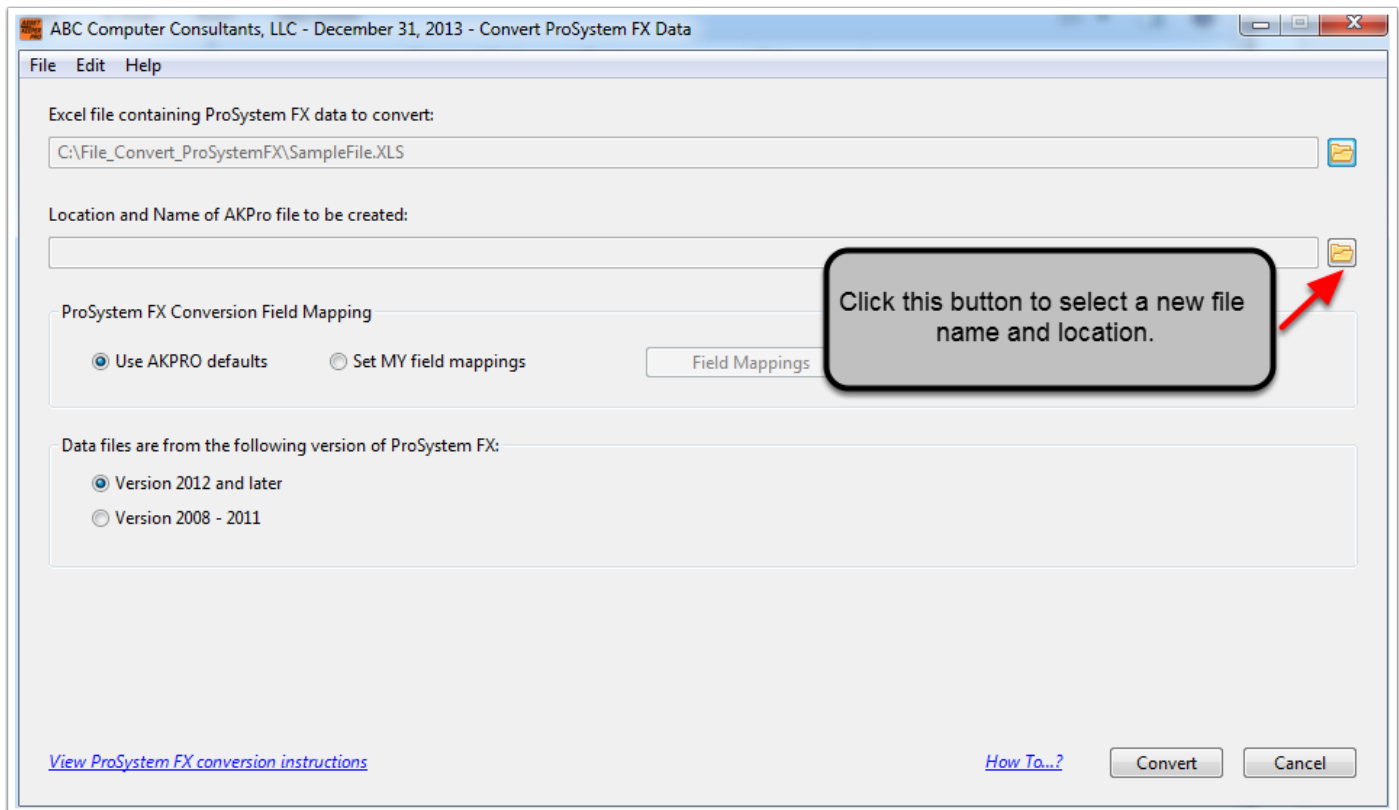 ASSET KEEPER PRO
ABC Computer Consultants, LLC - December 31, 2013 - Convert ProSystem FX Data
File Edit Help
Excel file containing ProSystem FX data to convert:
C:\File_Convert_ProSystemFX\SampleFile.XLS
Location and Name of AKPro file to be created:
Click this button to select a new file
name and location.
ProSystem FX Conversion Field Mapping
Use AKPRO defaults Set MY field mappings Field Mappings
Data files are from the following version of ProSystem FX:
Version 2012 and later
Version 2008 - 2011
View ProSystem FX conversion instructions How To...? Convert Cancel